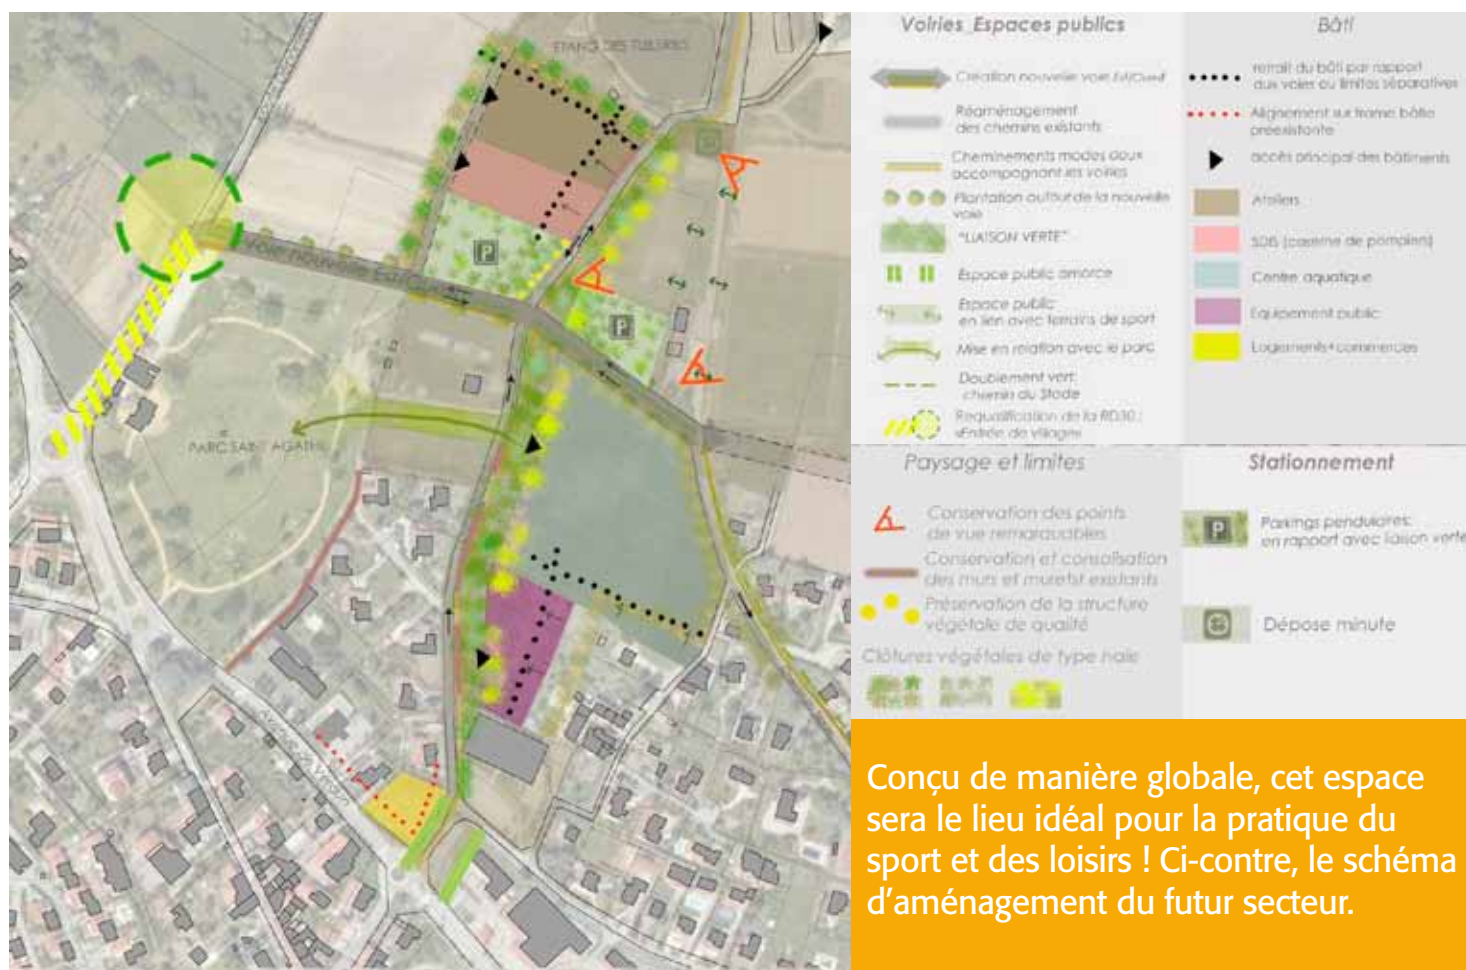 ETANG DES TUILERIES
Voie nouvelle Est/O
PARC SAINT AGATHE
Avenue de Verdun
P
P
Voiries_Espaces publics
Création nouvelle voie Est/Ouest
Réaménagement
des chemins existants
Cheminements modes doux
accompagnant les voiries
Plantation autour de la nouvelle
voie
"LIAISON VERTE"
Espace public amorce
Espace public
en lien avec terrains de sport
Mise en relation avec le parc
Doublement vert
chemin du Stade
Requalification de la RD30 :
«Entrée de village»
Bâti
retrait du bâti par rapport
aux voies ou limites séparatives
Alignement sur trame bâtie
préexistante
accès principal des bâtiments
Ateliers
SDIS (caserne de pompiers)
Centre aquatique
Equipement public
Logements+commerces
Paysage et limites
Conservation des points
de vue remarquables
Conservation et consolisation
des murs et muretst existants
Préservation de la structure
végétale de qualité
Clôtures végétales de type haie
Stationnement
P
Parkings pendulaires:
en rapport avec liaison verte
Dépose minute
Conçu de manière globale, cet espace
sera le lieu idéal pour la pratique du
sport et des loisirs ! Ci-contre, le schéma
d'aménagement du futur secteur.